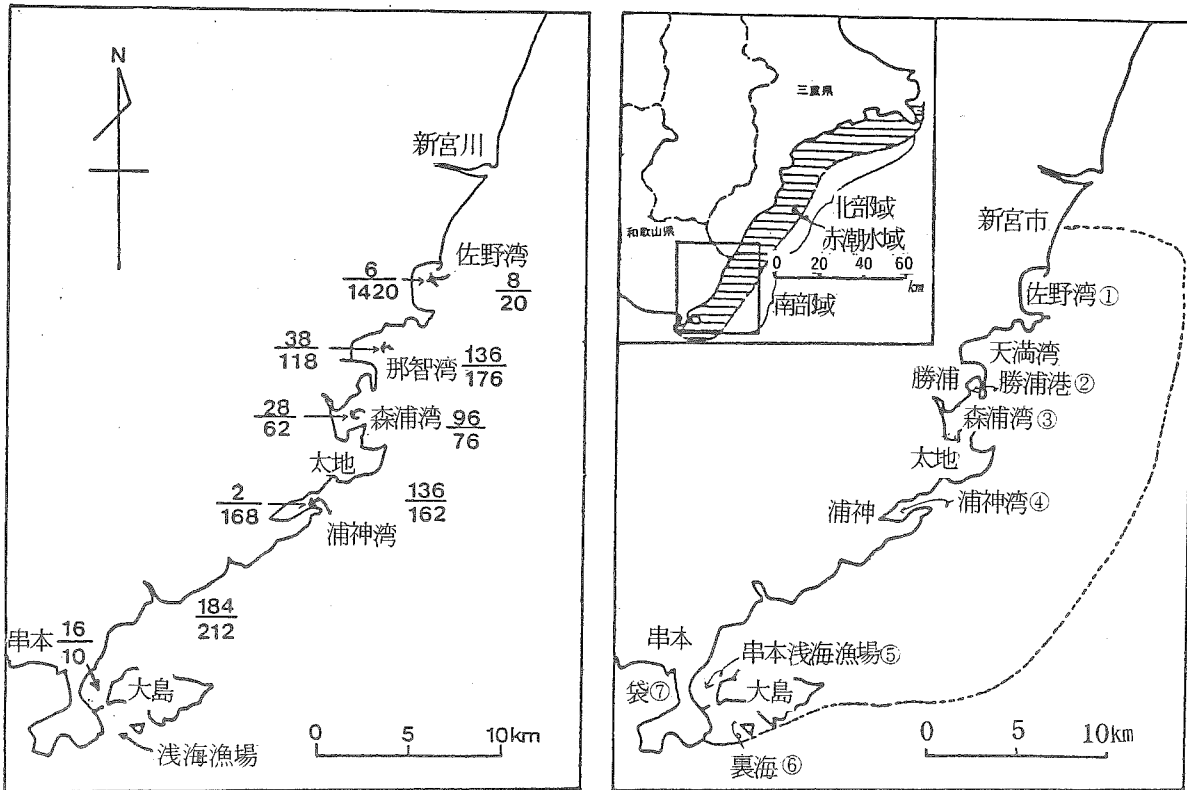 N
新宮川
佐野湾
6
1420
8
20
38
118
那智湾
136
176
28
62
森浦湾
96
76
太地
2
168
136
162
浦神湾
184
212
串本
16
10
大島
浅海漁場
0 5 10km
三重県
和歌山県
北部域
赤潮水域
0 20 40 60
km
南部域
新宮市
佐野湾①
天満湾
勝浦
勝浦港②
森浦湾③
太地
浦神
浦神湾④
串本
串本浅海漁場⑤
袋⑦
大島
裏海⑥
0 5 10km